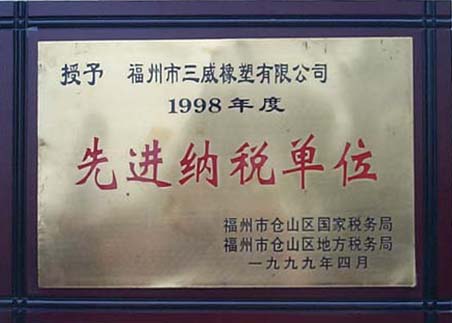 授予 福州市三威橡塑有限公司
1998年度
先进纳税单位
福州市仓山区国家税务局
福州市仓山区地方税务局
一九九九年四月